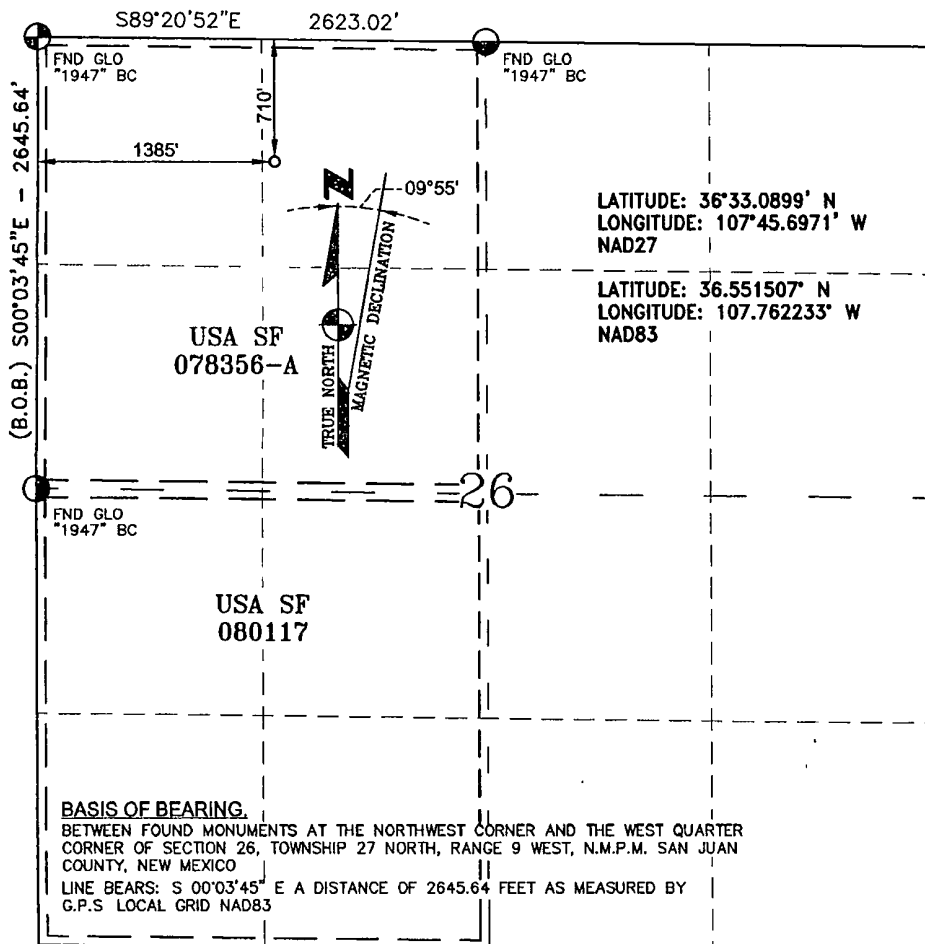 S89°20'52"E 2623.02'
FND GLO
"1947" BC
FND GLO
"1947" BC
(B.O.B.) S00°03'45"E - 2645.64'
710'
1385'
N
09°55'
LATITUDE: 36°33.0899' N
LONGITUDE: 107°45.6971' W
NAD27
LATITUDE: 36.551507° N
LONGITUDE: 107.762233° W
NAD83
USA SF
078356-A
TRUE NORTH
MAGNETIC DECLINATION
26
FND GLO
"1947" BC
USA SF
080117
BASIS OF BEARING.
BETWEEN FOUND MONUMENTS AT THE NORTHWEST CORNER AND THE WEST QUARTER
CORNER OF SECTION 26, TOWNSHIP 27 NORTH, RANGE 9 WEST, N.M.P.M. SAN JUAN
COUNTY, NEW MEXICO
LINE BEARS: S 00°03'45" E A DISTANCE OF 2645.64 FEET AS MEASURED BY
G.P.S LOCAL GRID NAD83